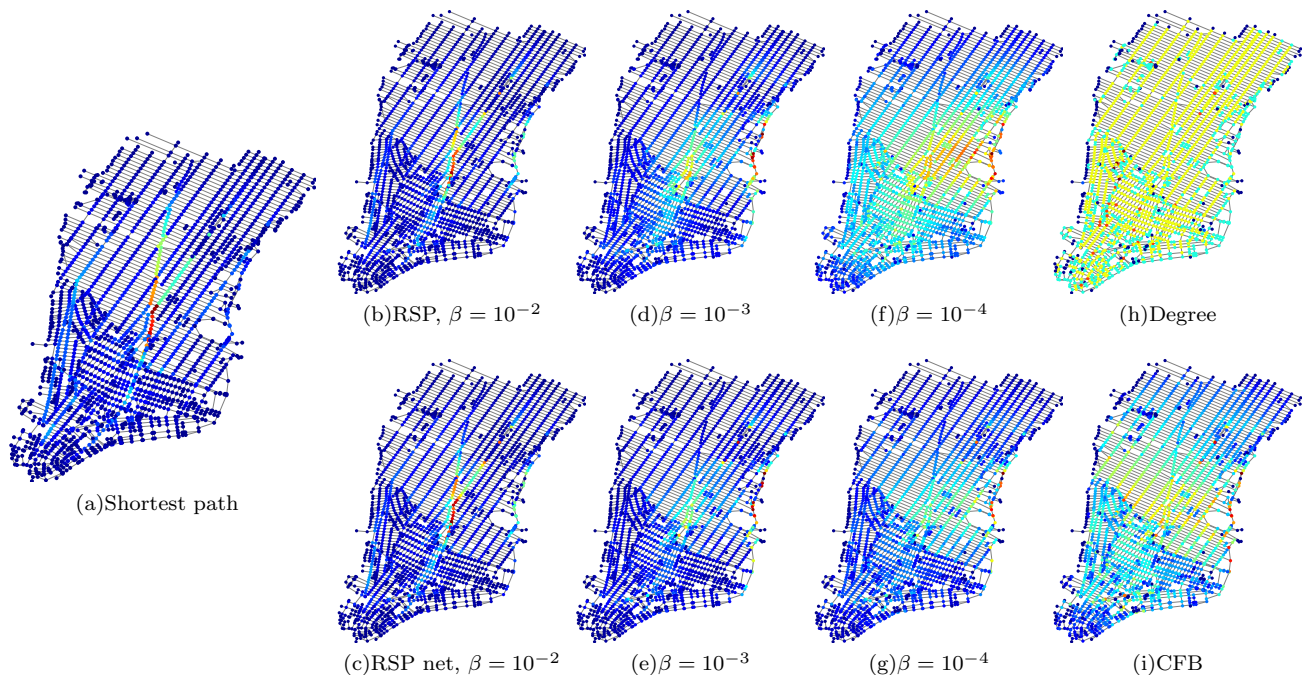 (b)RSP, β = 10⁻²
(d)β = 10⁻³
(f)β = 10⁻⁴
(h)Degree
(a)Shortest path
(c)RSP net, β = 10⁻²
(e)β = 10⁻³
(g)β = 10⁻⁴
(i)CFB